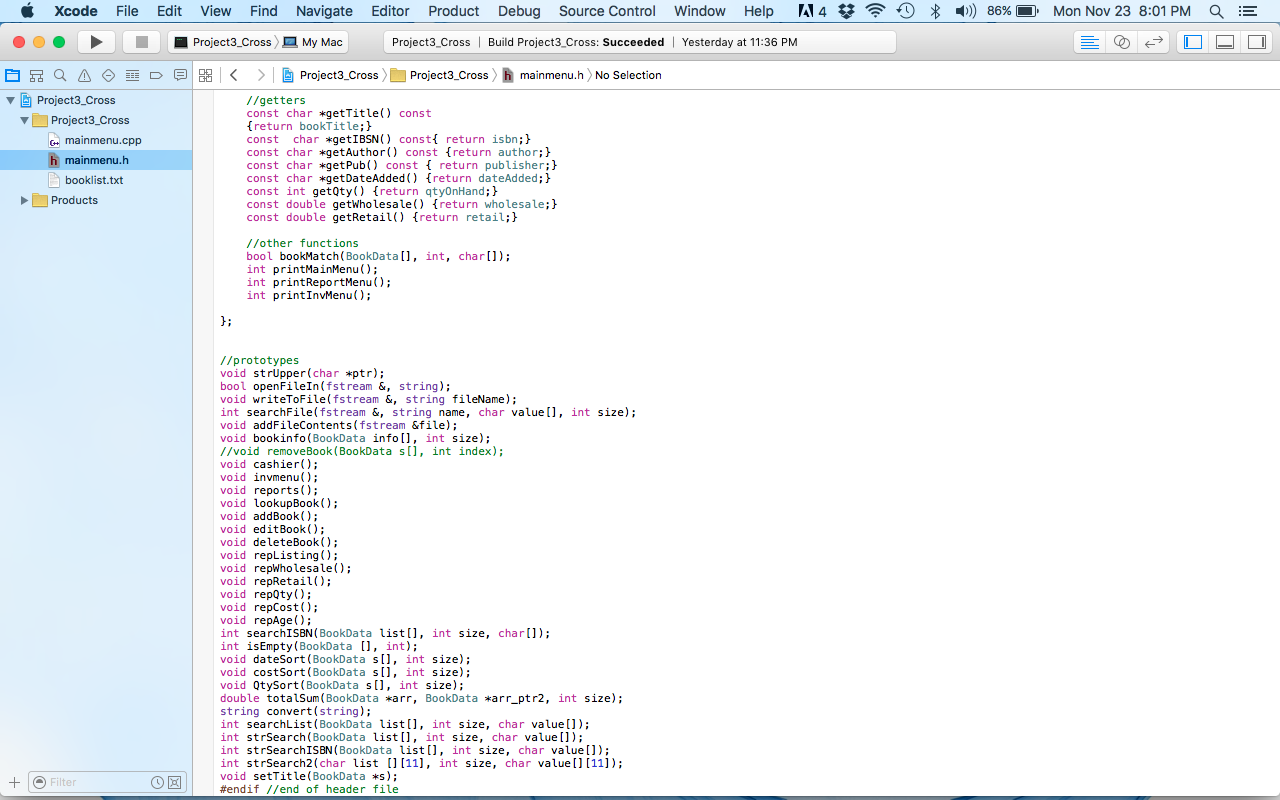 Xcode File Edit View Find Navigate Editor Product Debug Source Control Window Help 4 86% Mon Nov 23 8:01 PM
Project3_Cross My Mac Project3_Cross | Build Project3_Cross: Succeeded | Yesterday at 11:36 PM
Project3_Cross Project3_Cross h mainmenu.h No Selection
Project3_Cross
Project3_Cross
mainmenu.cpp
h mainmenu.h
booklist.txt
Products
Filter
//getters
const char *getTitle() const
{return bookTitle;}
const  char *getIBSN() const{ return isbn;}
const char *getAuthor() const {return author;}
const char *getPub() const { return publisher;}
const char *getDateAdded() {return dateAdded;}
const int getQty() {return qtyOnHand;}
const double getWholesale() {return wholesale;}
const double getRetail() {return retail;}
//other functions
bool bookMatch(BookData[], int, char[]);
int printMainMenu();
int printReportMenu();
int printInvMenu();
};
//prototypes
void strUpper(char *ptr);
bool openFileIn(fstream &, string);
void writeToFile(fstream &, string fileName);
int searchFile(fstream &, string name, char value[], int size);
void addFileContents(fstream &file);
void bookinfo(BookData info[], int size);
//void removeBook(BookData s[], int index);
void cashier();
void invmenu();
void reports();
void lookupBook();
void addBook();
void editBook();
void deleteBook();
void repListing();
void repWholesale();
void repRetail();
void repQty();
void repCost();
void repAge();
int searchISBN(BookData list[], int size, char[]);
int isEmpty(BookData [], int);
void dateSort(BookData s[], int size);
void costSort(BookData s[], int size);
void QtySort(BookData s[], int size);
double totalSum(BookData *arr, BookData *arr_ptr2, int size);
string convert(string);
int searchList(BookData list[], int size, char value[]);
int strSearch(BookData list[], int size, char value[]);
int strSearchISBN(BookData list[], int size, char value[]);
int strSearch2(char list [][11], int size, char value[][11]);
void setTitle(BookData *s);
#endif //end of header file